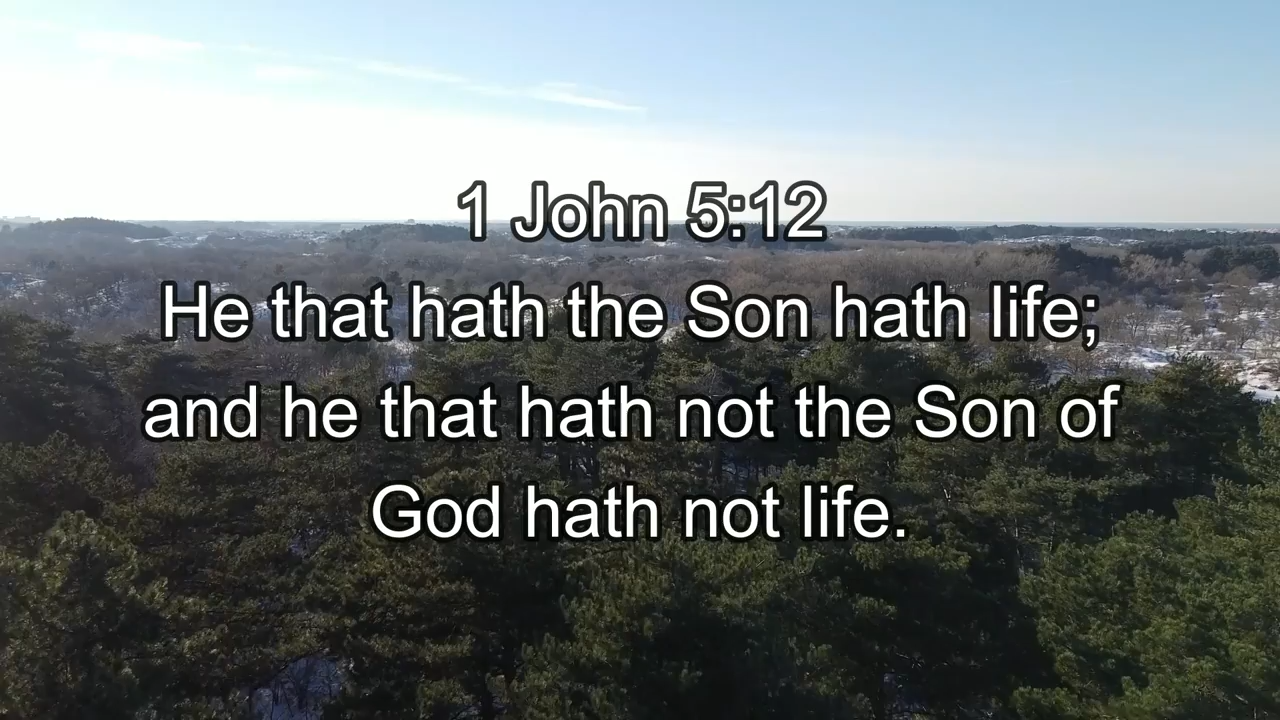 1 John 5:12
He that hath the Son hath life;
and he that hath not the Son of
God hath not life.